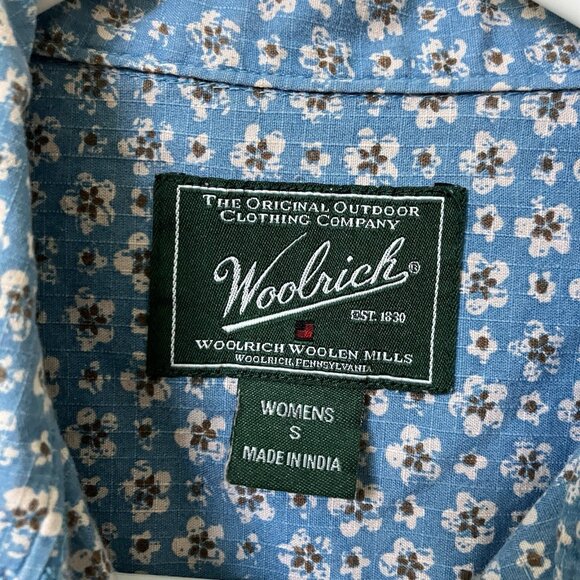 THE ORIGINAL OUTDOOR
CLOTHING COMPANY
Woolrich®
EST. 1830
WOOLRICH WOOLEN MILLS
WOOLRICH, PENNSYLVANIA
WOMENS
S
MADE IN INDIA